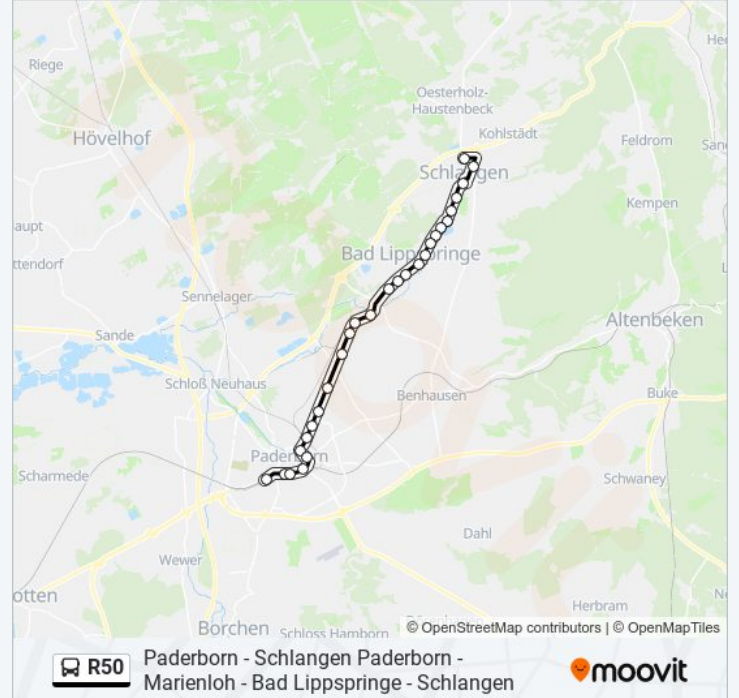 Riege
Hövelhof
Oesterholz-
Haustenbeck
Kohlstädt
Feldrom
Schlangen
Kempen
aupt
ttendorf
Bad Lippspringe
Sennelager
Altenbeken
Sande
Schloß Neuhaus
Benhausen
Buke
Paderborn
Scharmede
Schwaney
Dahl
Wewer
otten
Herbram
Borchen
Schloss Hamborn
© OpenStreetMap contributors | © OpenMapTiles
R50
Paderborn - Schlangen Paderborn -
Marienloh - Bad Lippspringe - Schlangen
moovit